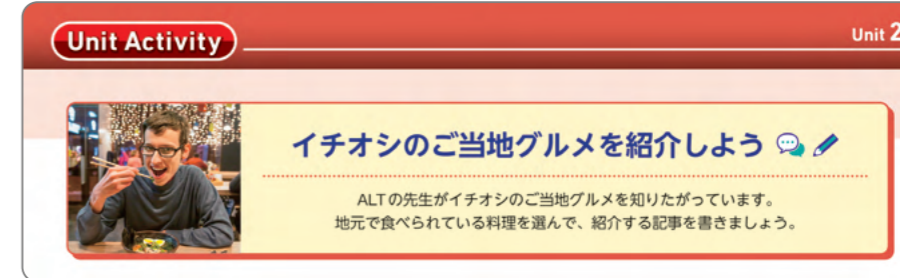 Unit Activity
Unit 2
イチオシのご当地グルメを紹介しよう
ALTの先生がイチオシのご当地グルメを知りたがっています。
地元で食べられている料理を選んで、紹介する記事を書きましょう。